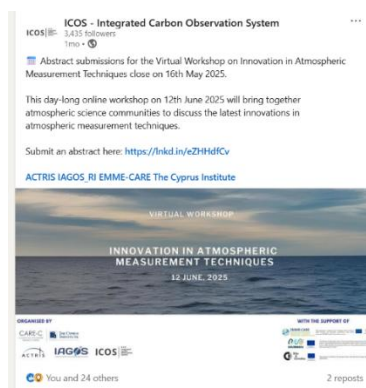 ICOS - Integrated Carbon Observation System
ICOS
3,435 followers
1mo •
Abstract submissions for the Virtual Workshop on Innovation in Atmospheric
Measurement Techniques close on 16th May 2025.
This day-long online workshop on 12th June 2025 will bring together
atmospheric science communities to discuss the latest innovations in
atmospheric measurement techniques.
Submit an abstract here: https://lnkd.in/eZHHdfCv
ACTRIS IAGOS_RI EMME-CARE The Cyprus Institute
VIRTUAL WORKSHOP
INNOVATION IN ATMOSPHERIC
MEASUREMENT TECHNIQUES
12 JUNE, 2025
ORGANISED BY
WITH THE SUPPORT OF
CARE-C
ACTRIS IAGOS ICOS
You and 24 others
2 reposts